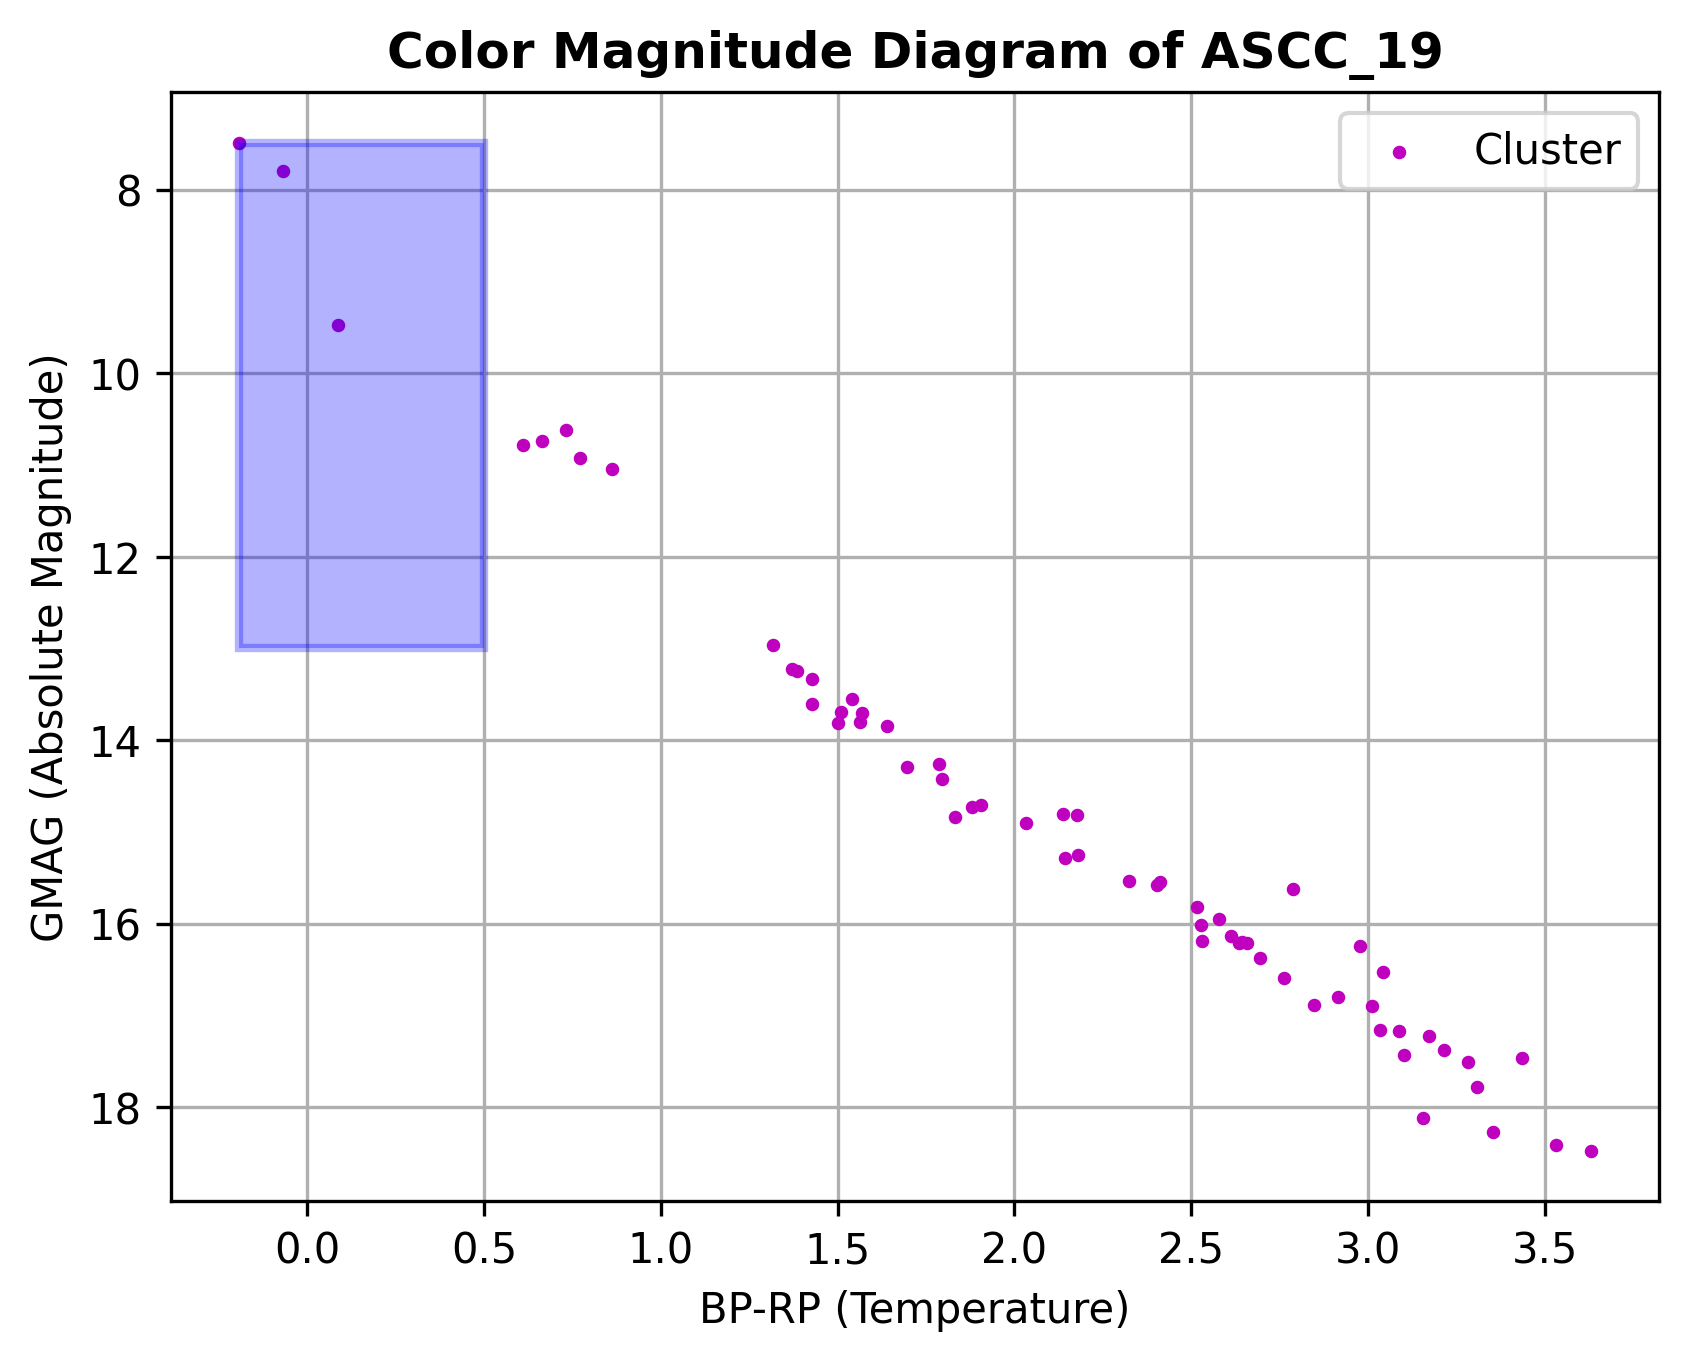 Color Magnitude Diagram of ASCC_19
Cluster
GMAG (Absolute Magnitude)
8
10
12
14
16
18
0.0 0.5 1.0 1.5 2.0 2.5 3.0 3.5
BP-RP (Temperature)